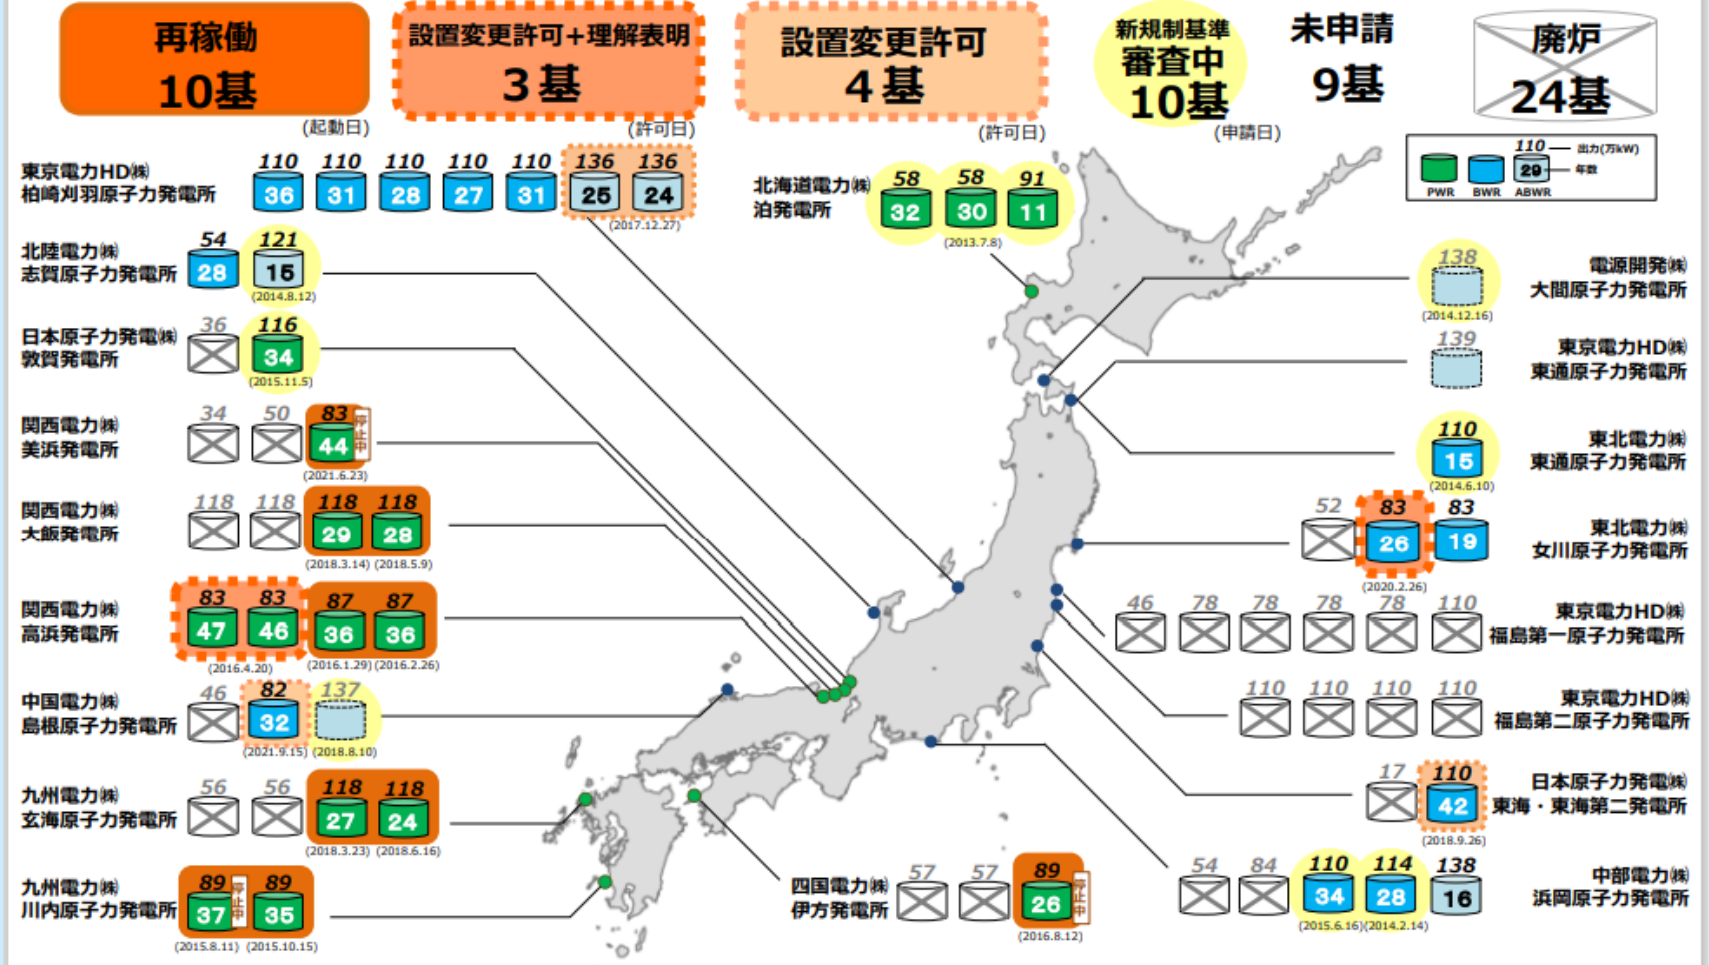 再稼働
10基
(起動日)
設置変更許可+理解表明
3基
(許可日)
設置変更許可
4基
(許可日)
新規制基準
審査中
10基
(申請日)
未申請
9基
廃炉
24基
110 出力(万kW)
29 年数
PWR BWR ABWR
東京電力HD㈱
柏崎刈羽原子力発電所
110 110 110 110 110 136 136
36 31 28 27 31 25 24
(2017.12.27)
北陸電力㈱
志賀原子力発電所
54 121
28 15
(2014.8.12)
日本原子力発電㈱
敦賀発電所
36 116
34
(2015.11.5)
関西電力㈱
美浜発電所
34 50 83
44
停止中
(2021.6.23)
関西電力㈱
大飯発電所
118 118 118 118
29 28
(2018.3.14) (2018.5.9)
関西電力㈱
高浜発電所
83 83 87 87
47 46 36 36
(2016.4.20)
(2016.1.29) (2016.2.26)
中国電力㈱
島根原子力発電所
46 82 137
32
(2021.9.15) (2018.8.10)
九州電力㈱
玄海原子力発電所
56 56 118 118
27 24
(2018.3.23) (2018.6.16)
九州電力㈱
川内原子力発電所
89 89
37 35
停止中
(2015.8.11) (2015.10.15)
北海道電力㈱
泊発電所
58 58 91
32 30 11
(2013.7.8)
四国電力㈱
伊方発電所
57 57 89
26
停止中
(2016.8.12)
138
電源開発㈱
大間原子力発電所
(2014.12.16)
139
東京電力HD㈱
東通原子力発電所
110
15
東北電力㈱
東通原子力発電所
(2014.6.10)
52 83 83
26 19
東北電力㈱
女川原子力発電所
(2020.2.26)
46 78 78 78 78 110
東京電力HD㈱
福島第一原子力発電所
110 110 110 110
東京電力HD㈱
福島第二原子力発電所
17 110
42
日本原子力発電㈱
東海・東海第二発電所
(2018.9.26)
54 84 110 114 138
34 28 16
中部電力㈱
浜岡原子力発電所
(2015.6.16)(2014.2.14)